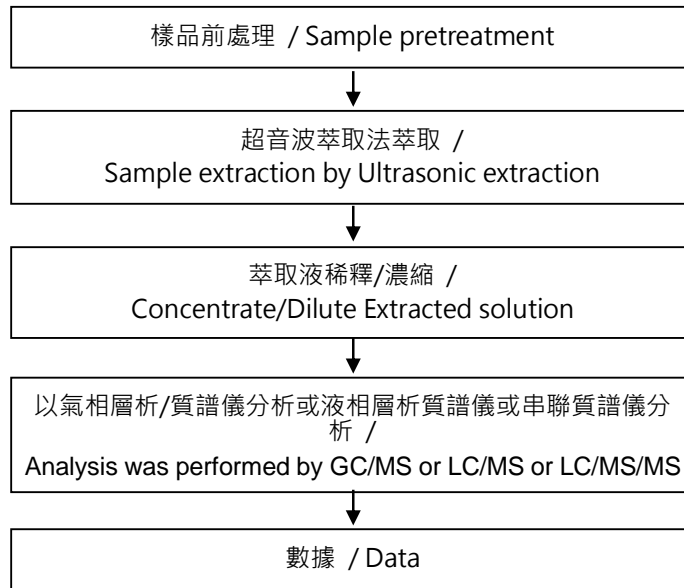 樣品前處理 / Sample pretreatment
超音波萃取法萃取 /
Sample extraction by Ultrasonic extraction
萃取液稀釋/濃縮 /
Concentrate/Dilute Extracted solution
以氣相層析/質譜儀分析或液相層析質譜儀或串聯質譜儀分
析 /
Analysis was performed by GC/MS or LC/MS or LC/MS/MS
數據 / Data